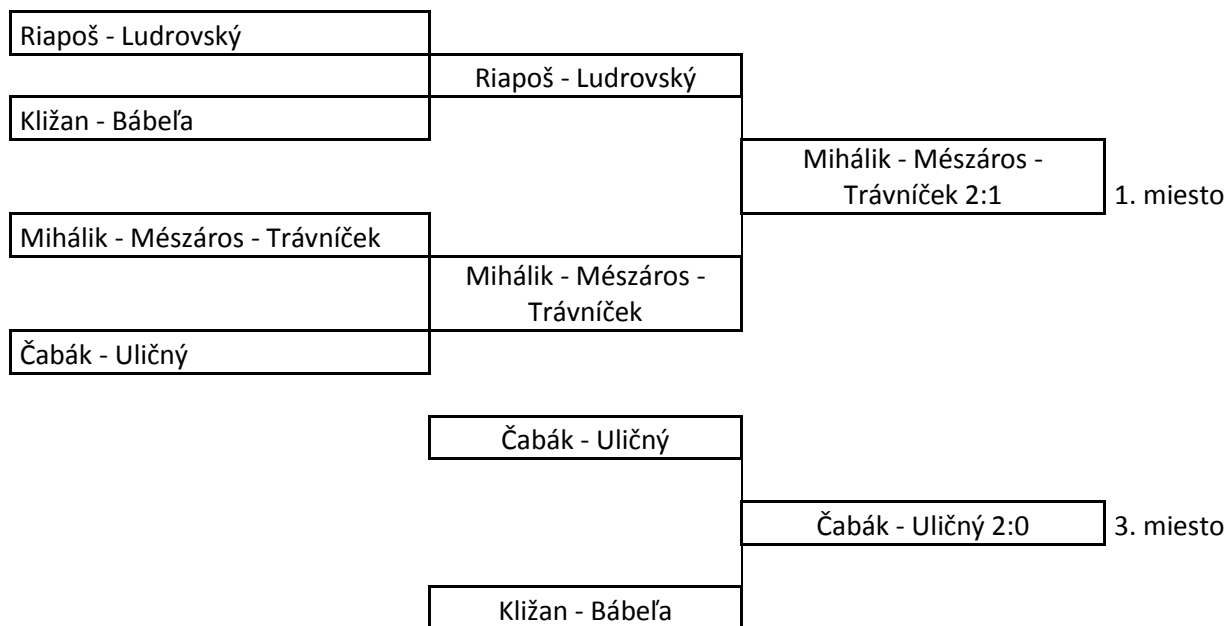 Riapoš - Ludrovský
Riapoš - Ludrovský
Kližan - Bábeľa
Mihálik - Mészáros -
Trávníček 2:1
1. miesto
Mihálik - Mészáros - Trávníček
Mihálik - Mészáros -
Trávníček
Čabák - Uličný
Čabák - Uličný
Čabák - Uličný 2:0
3. miesto
Kližan - Bábeľa